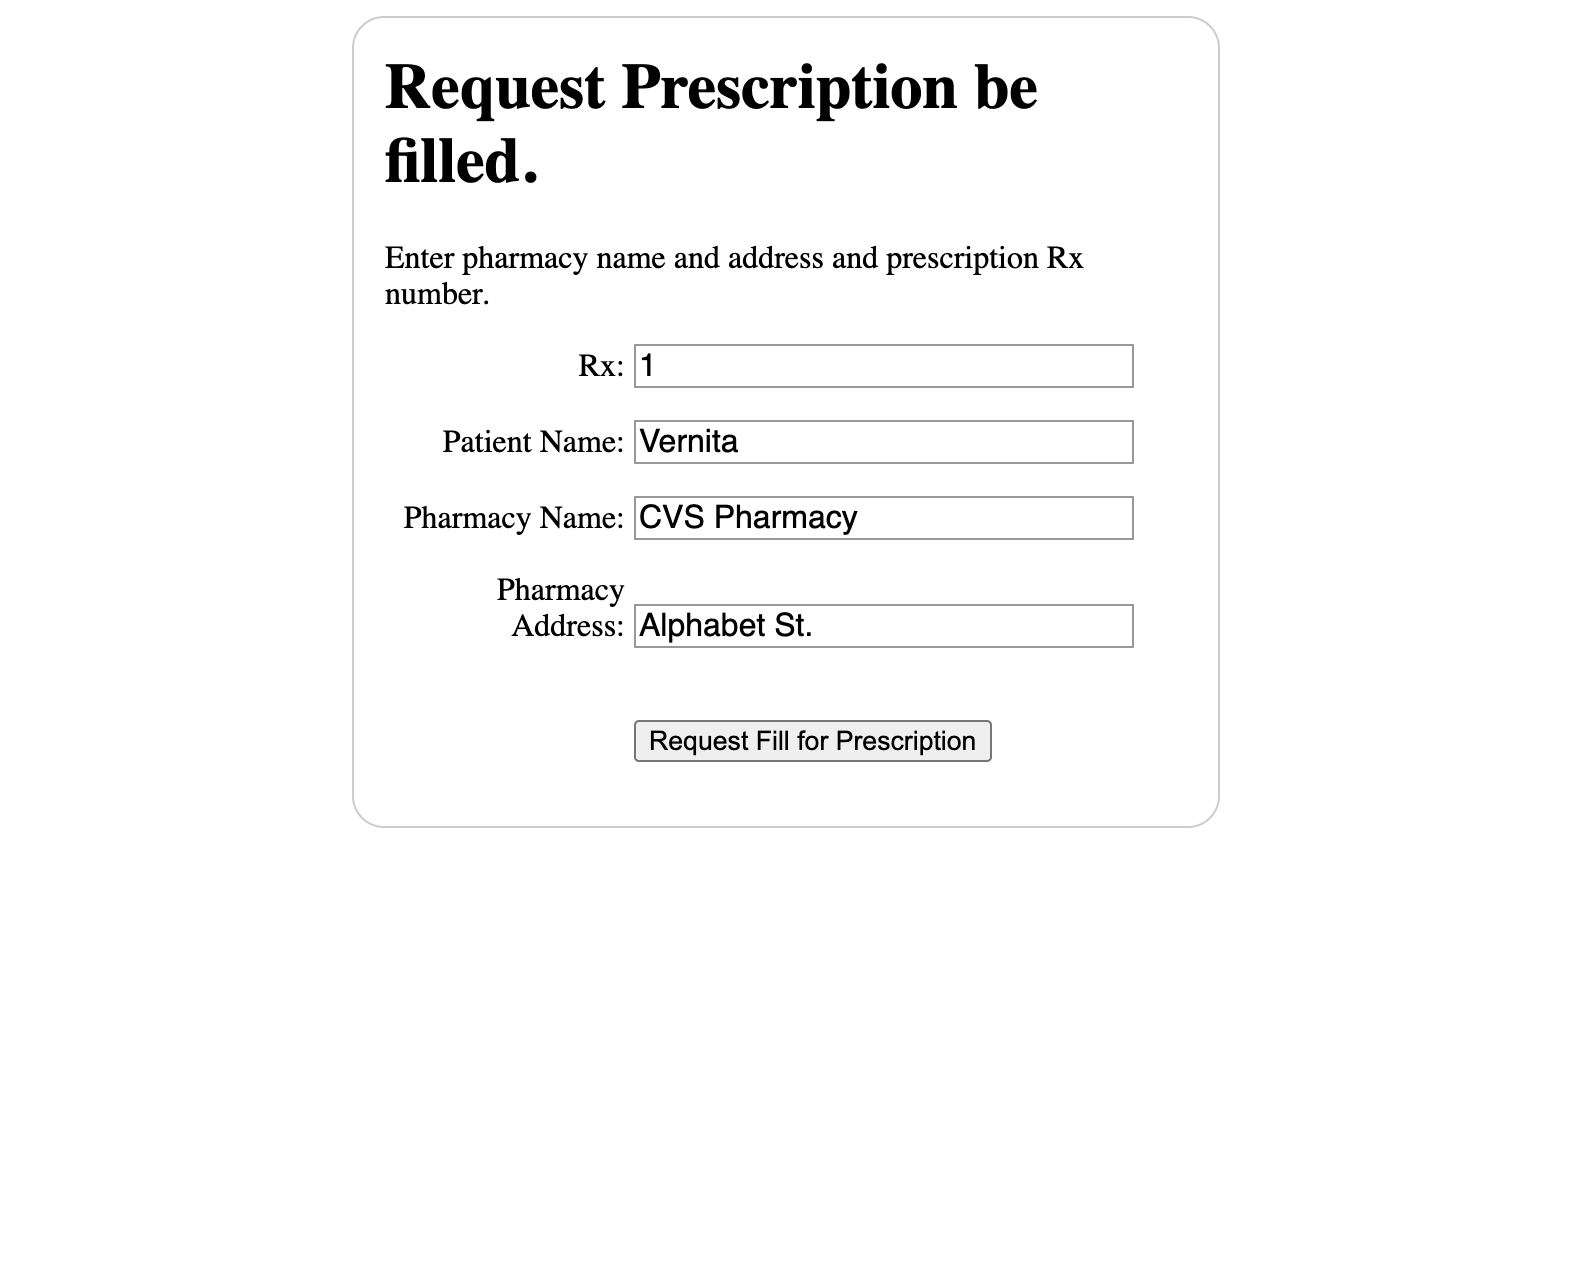 Request Prescription be
filled.
Enter pharmacy name and address and prescription Rx
number.
Rx: 1
Patient Name: Vernita
Pharmacy Name: CVS Pharmacy
Pharmacy
Address: Alphabet St.
Request Fill for Prescription